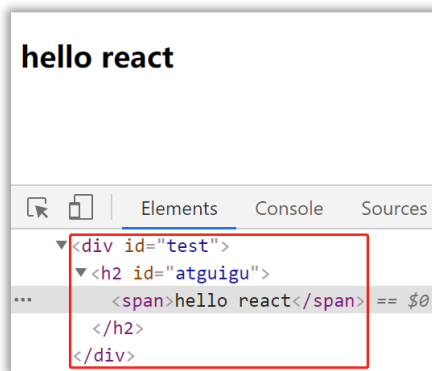 hello react
Elements Console Sources
▼<div id="test">
▼<h2 id="atguigu">
••• <span>hello react</span> == $0
</h2>
</div>